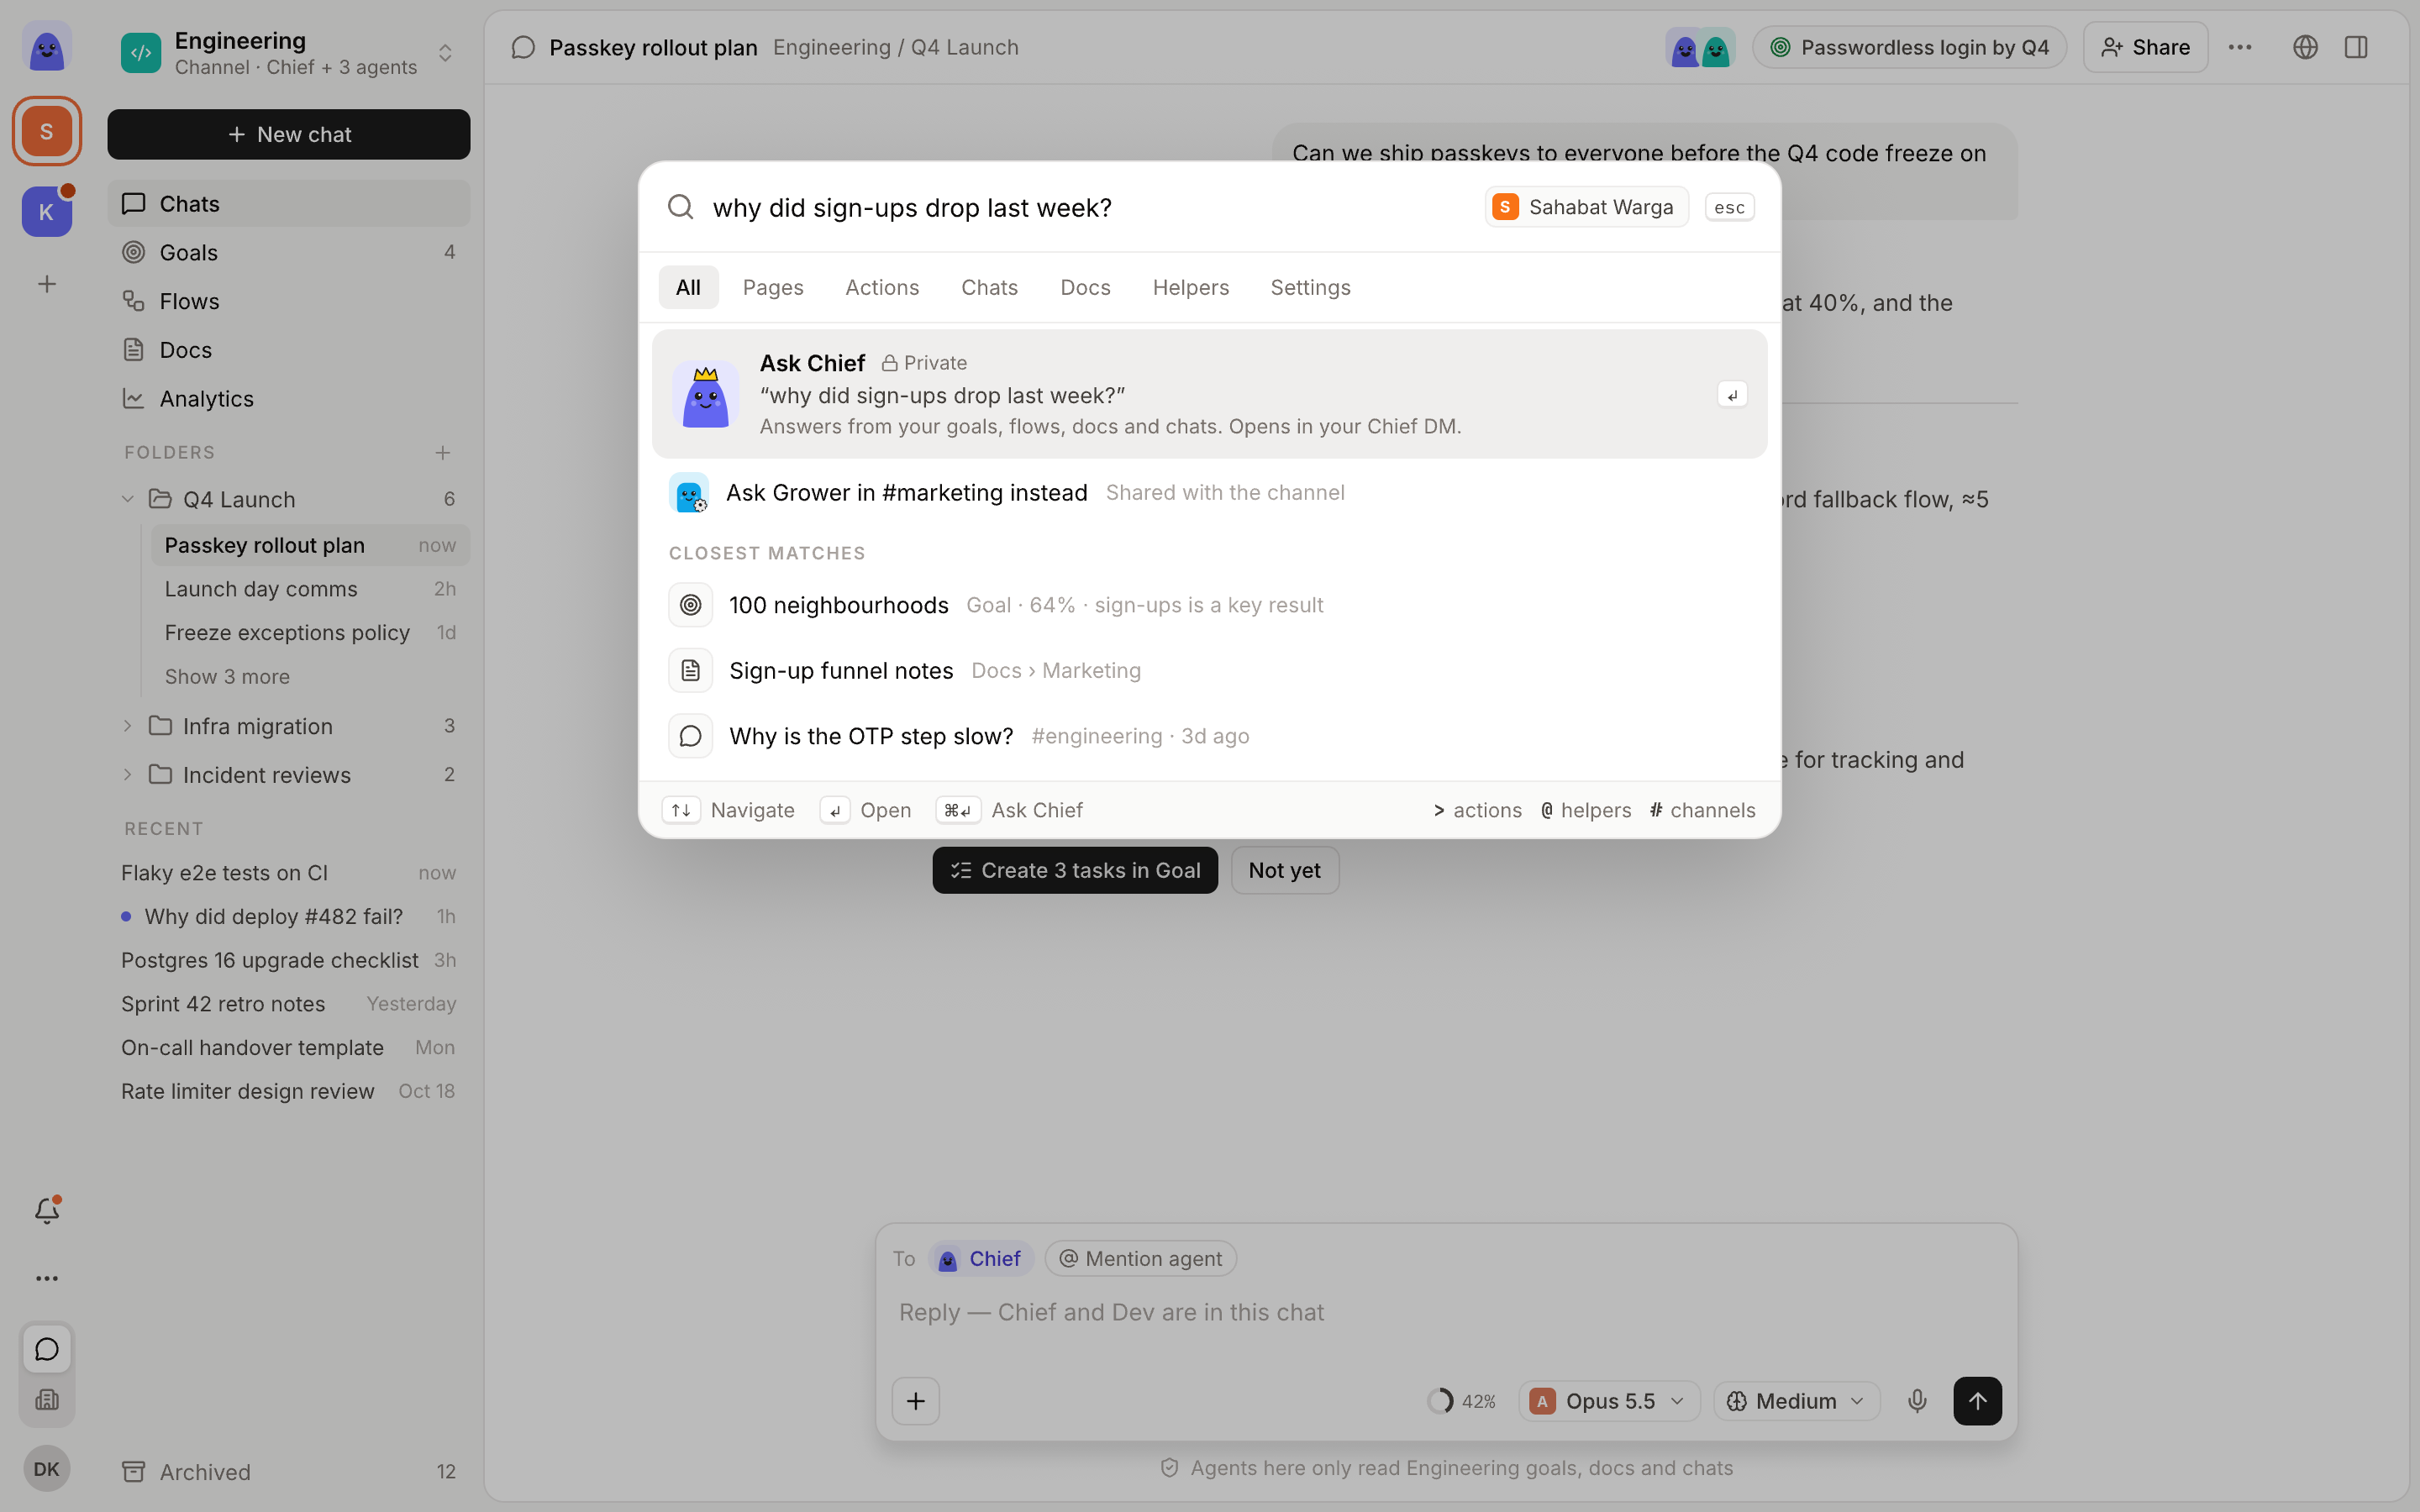 Engineering
Channel · Chief + 3 agents
S
K
New chat
Chats
Goals 4
Flows
Docs
Analytics
FOLDERS
Q4 Launch 6
Passkey rollout plan now
Launch day comms 2h
Freeze exceptions policy 1d
Show 3 more
Infra migration 3
Incident reviews 2
RECENT
Flaky e2e tests on CI now
Why did deploy #482 fail? 1h
Postgres 16 upgrade checklist 3h
Sprint 42 retro notes Yesterday
On-call handover template Mon
Rate limiter design review Oct 18
DK
Archived 12
Passkey rollout plan Engineering / Q4 Launch
Passwordless login by Q4
Share
Can we ship passkeys to everyone before the Q4 code freeze on
why did sign-ups drop last week?
S Sahabat Warga
esc
All Pages Actions Chats Docs Helpers Settings
at 40%, and the
Ask Chief Private
“why did sign-ups drop last week?”
Answers from your goals, flows, docs and chats. Opens in your Chief DM.
Ask Grower in #marketing instead Shared with the channel
fallback flow, ≈5
CLOSEST MATCHES
100 neighbourhoods Goal · 64% · sign-ups is a key result
Sign-up funnel notes Docs › Marketing
Why is the OTP step slow? #engineering · 3d ago
for tracking and
↑↓ Navigate ↵ Open ⌘↵ Ask Chief
> actions @ helpers # channels
Create 3 tasks in Goal
Not yet
To Chief @ Mention agent
Reply — Chief and Dev are in this chat
42%
A Opus 5.5
Medium
Agents here only read Engineering goals, docs and chats